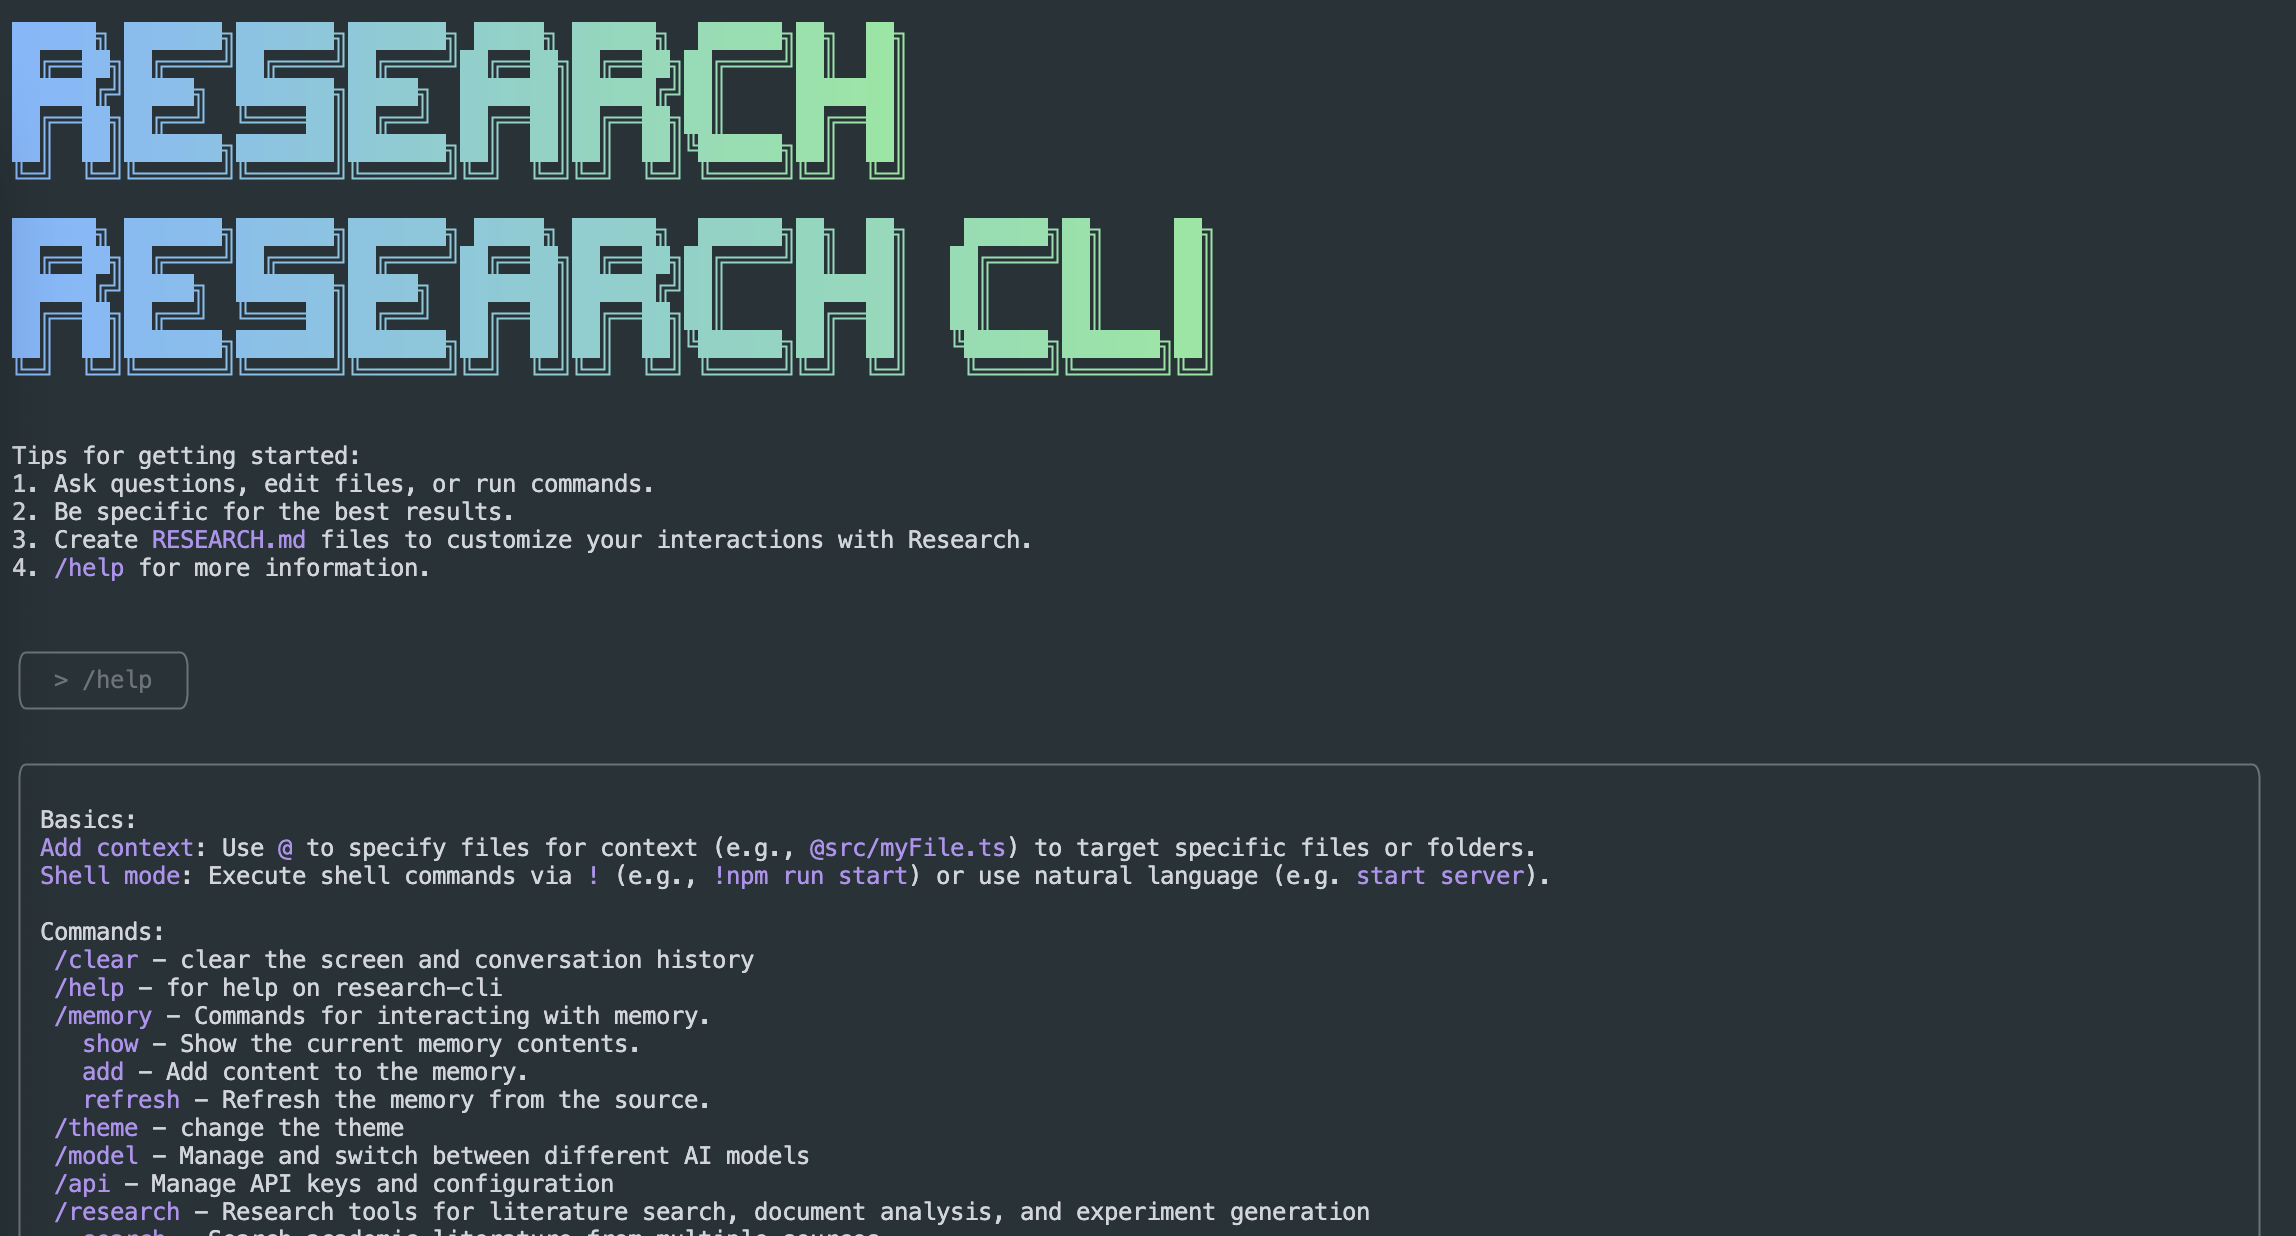 RESEARCH
RESEARCH CLI
Tips for getting started:
1. Ask questions, edit files, or run commands.
2. Be specific for the best results.
3. Create RESEARCH.md files to customize your interactions with Research.
4. /help for more information.
> /help
Basics:
Add context: Use @ to specify files for context (e.g., @src/myFile.ts) to target specific files or folders.
Shell mode: Execute shell commands via ! (e.g., !npm run start) or use natural language (e.g. start server).
Commands:
/clear - clear the screen and conversation history
/help - for help on research-cli
/memory - Commands for interacting with memory.
show - Show the current memory contents.
add - Add content to the memory.
refresh - Refresh the memory from the source.
/theme - change the theme
/model - Manage and switch between different AI models
/api - Manage API keys and configuration
/research - Research tools for literature search, document analysis, and experiment generation
search - Search academic literature from multiple sources